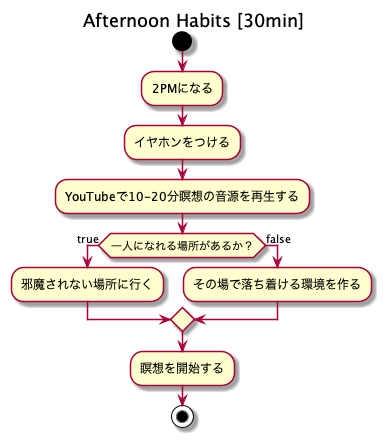 Afternoon Habits [30min]
2PMになる
イヤホンをつける
YouTubeで10-20分瞑想の音源を再生する
一人になれる場所があるか？
true
false
邪魔されない場所に行く
その場で落ち着ける環境を作る
瞑想を開始する